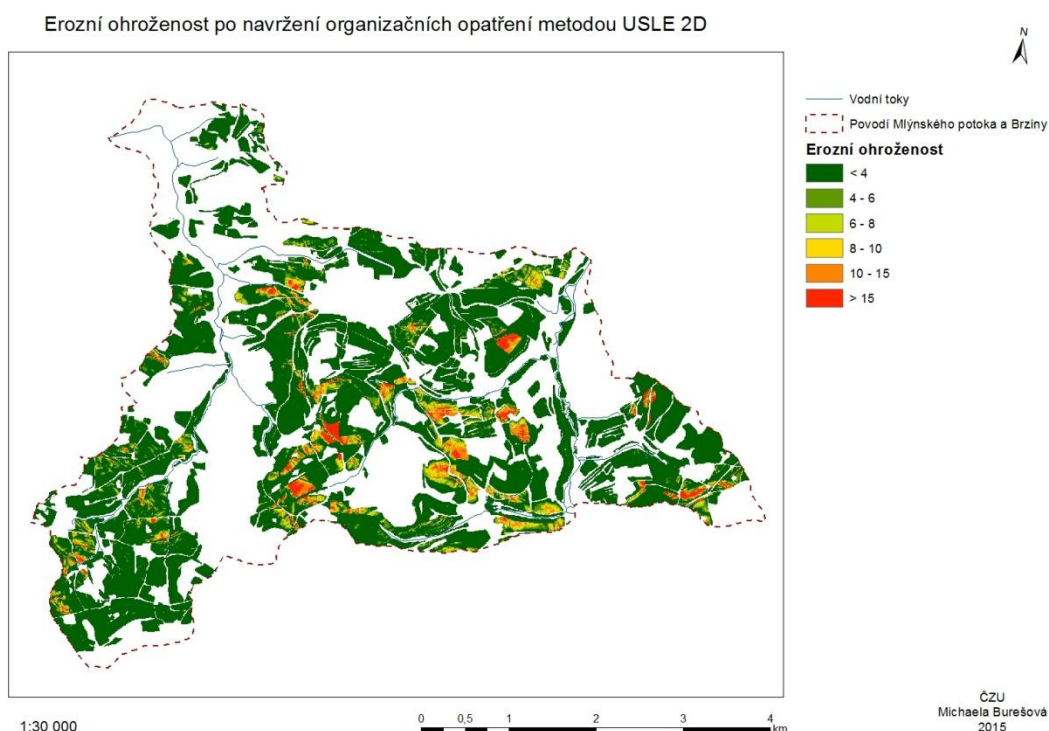 Erozní ohroženost po navržení organizačních opatření metodou USLE 2D
N
Vodní toky
Povodí Mlýnského potoka a Brziny
Erozní ohroženost
< 4
4 - 6
6 - 8
8 - 10
10 - 15
> 15
1:30 000
0 0,5 1 2 3 4
km
ČZU
Michaela Burešová
2015